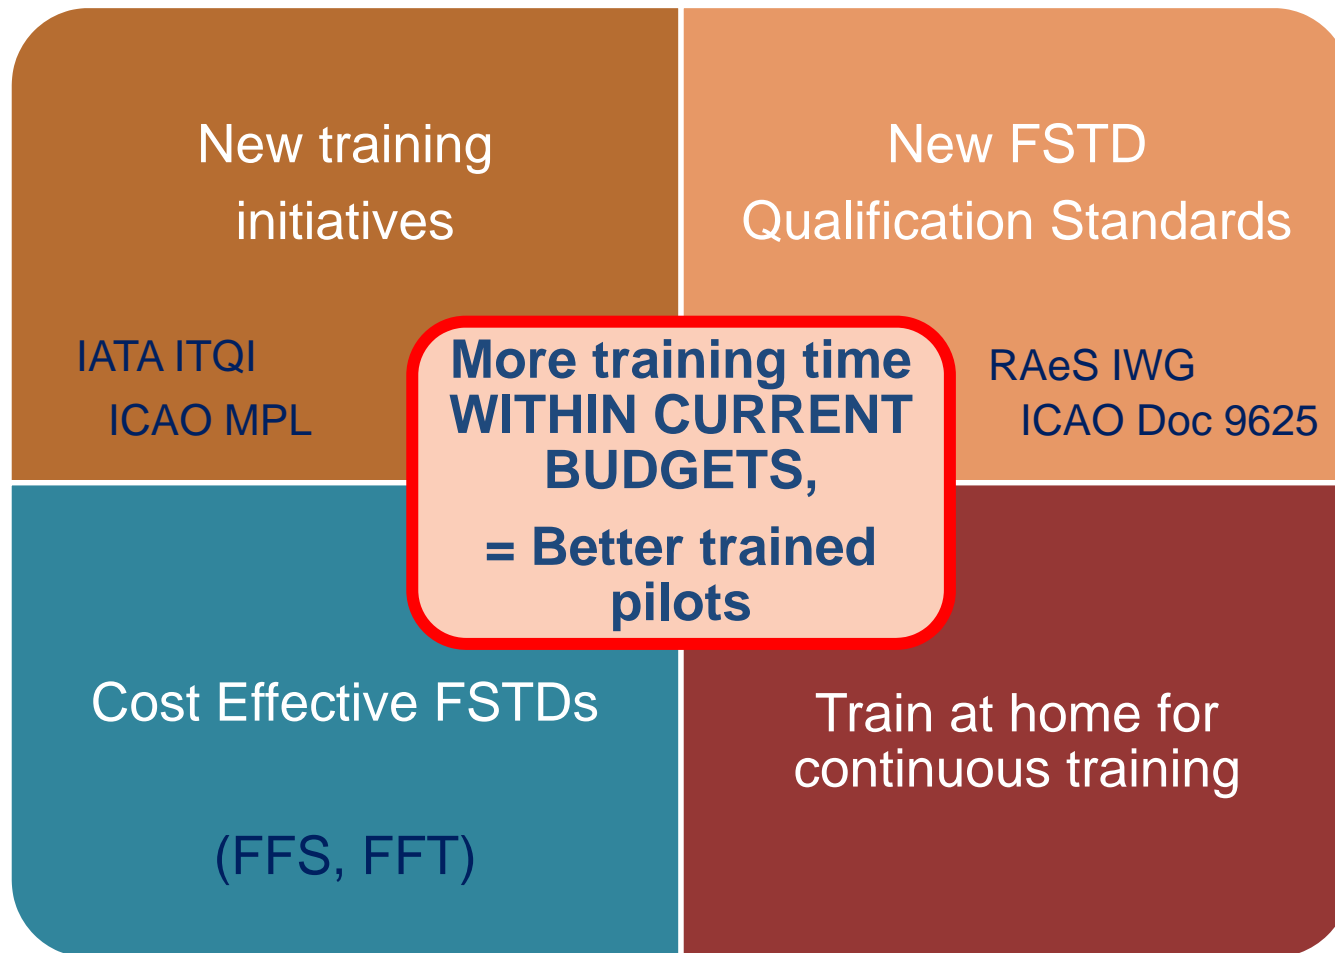 New training
initiatives
IATA ITQI
ICAO MPL
New FSTD
Qualification Standards
RAeS IWG
ICAO Doc 9625
More training time
WITHIN CURRENT
BUDGETS,
= Better trained
pilots
Cost Effective FSTDs
(FFS, FFT)
Train at home for
continuous training